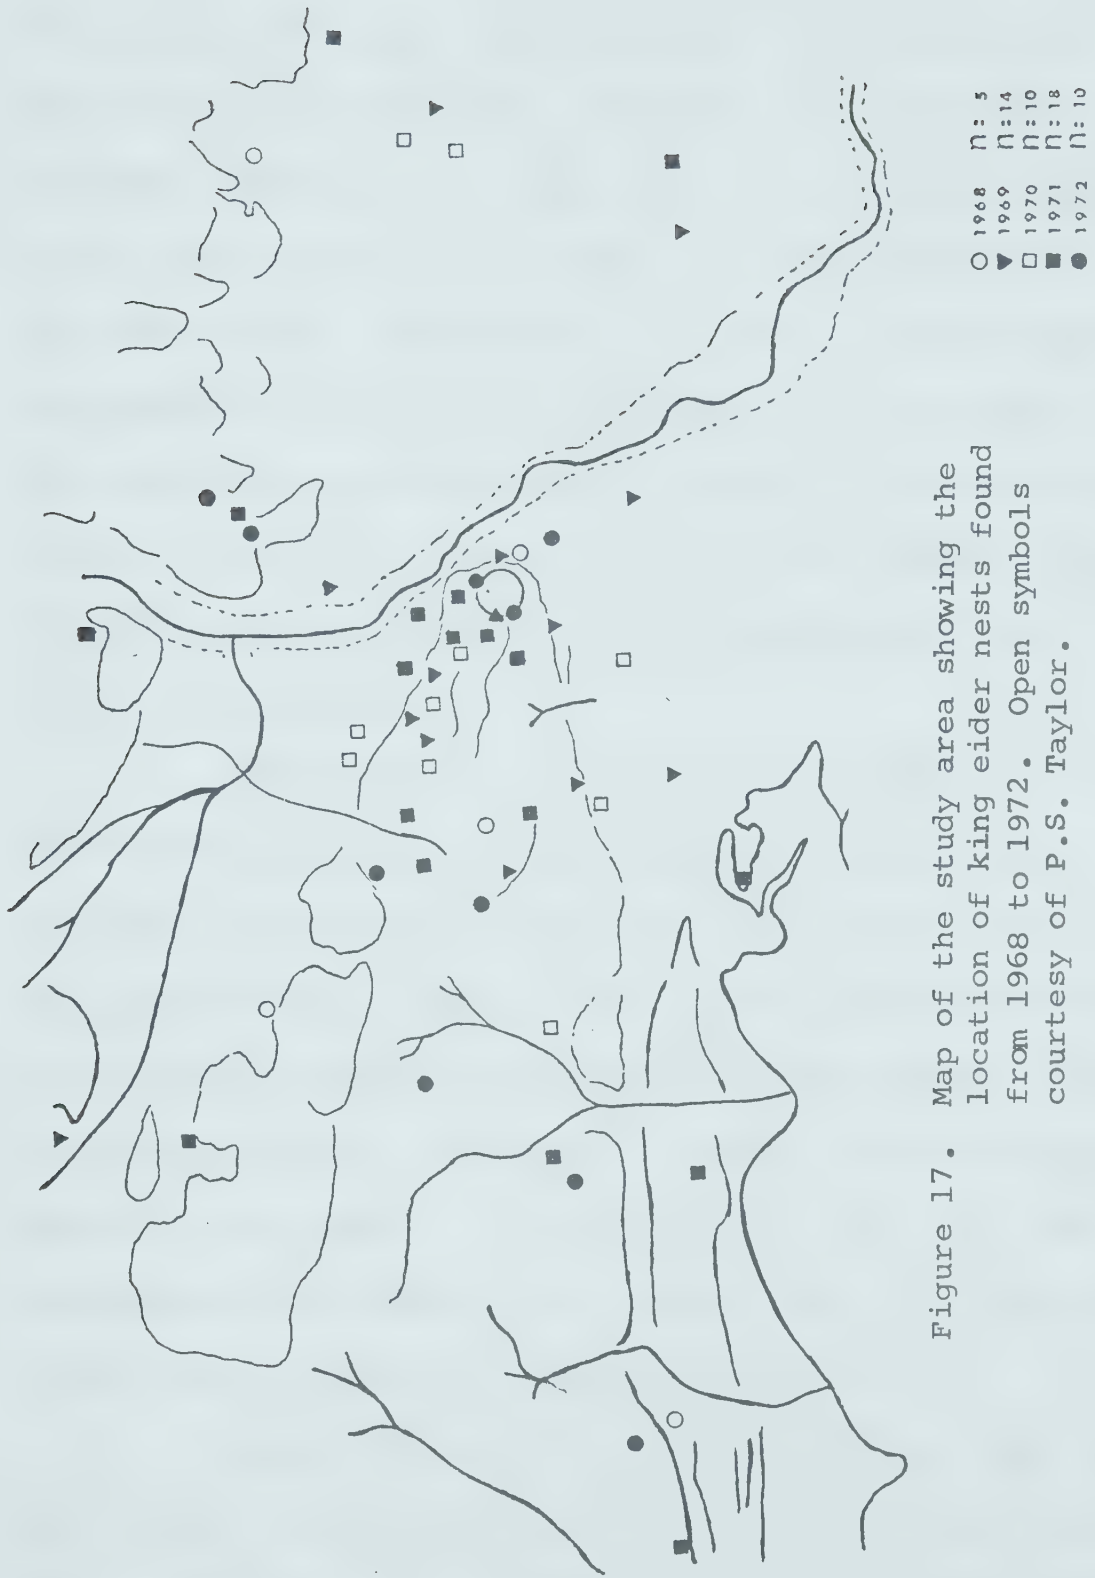 ○ 1968 n=5
▼ 1969 n=14
□ 1970 n=10
■ 1971 n=18
● 1972 n=10
Figure 17. Map of the study area showing the
location of king eider nests found
from 1968 to 1972. Open symbols
courtesy of P.S. Taylor.